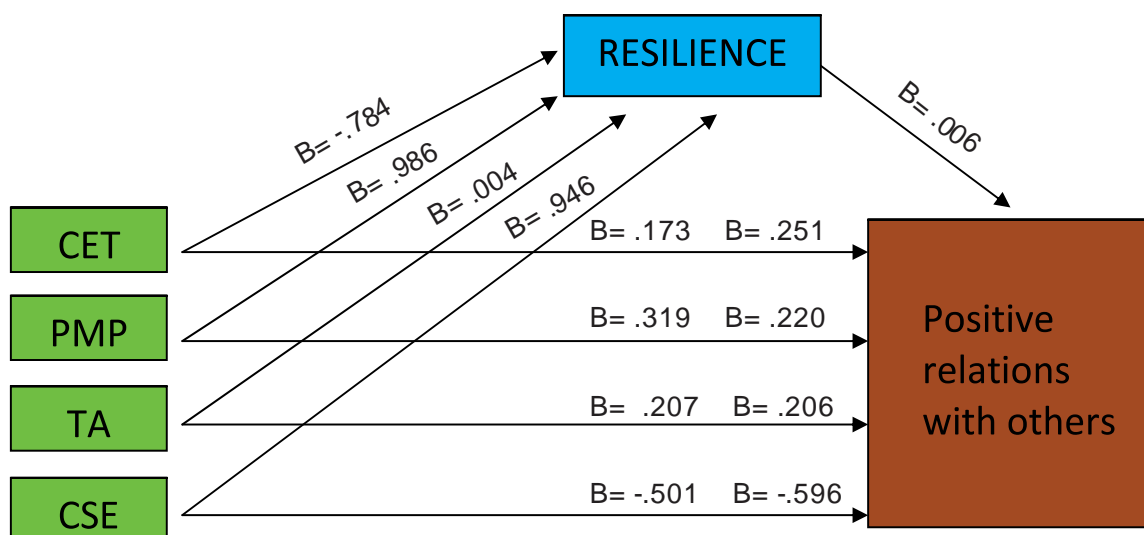 RESILIENCE
B= -.784
B= .986
B= .004
B= .946
B= .006
CET
B= .173 B= .251
PMP
B= .319 B= .220
TA
B= .207 B= .206
CSE
B= -.501 B= -.596
Positive
relations
with others